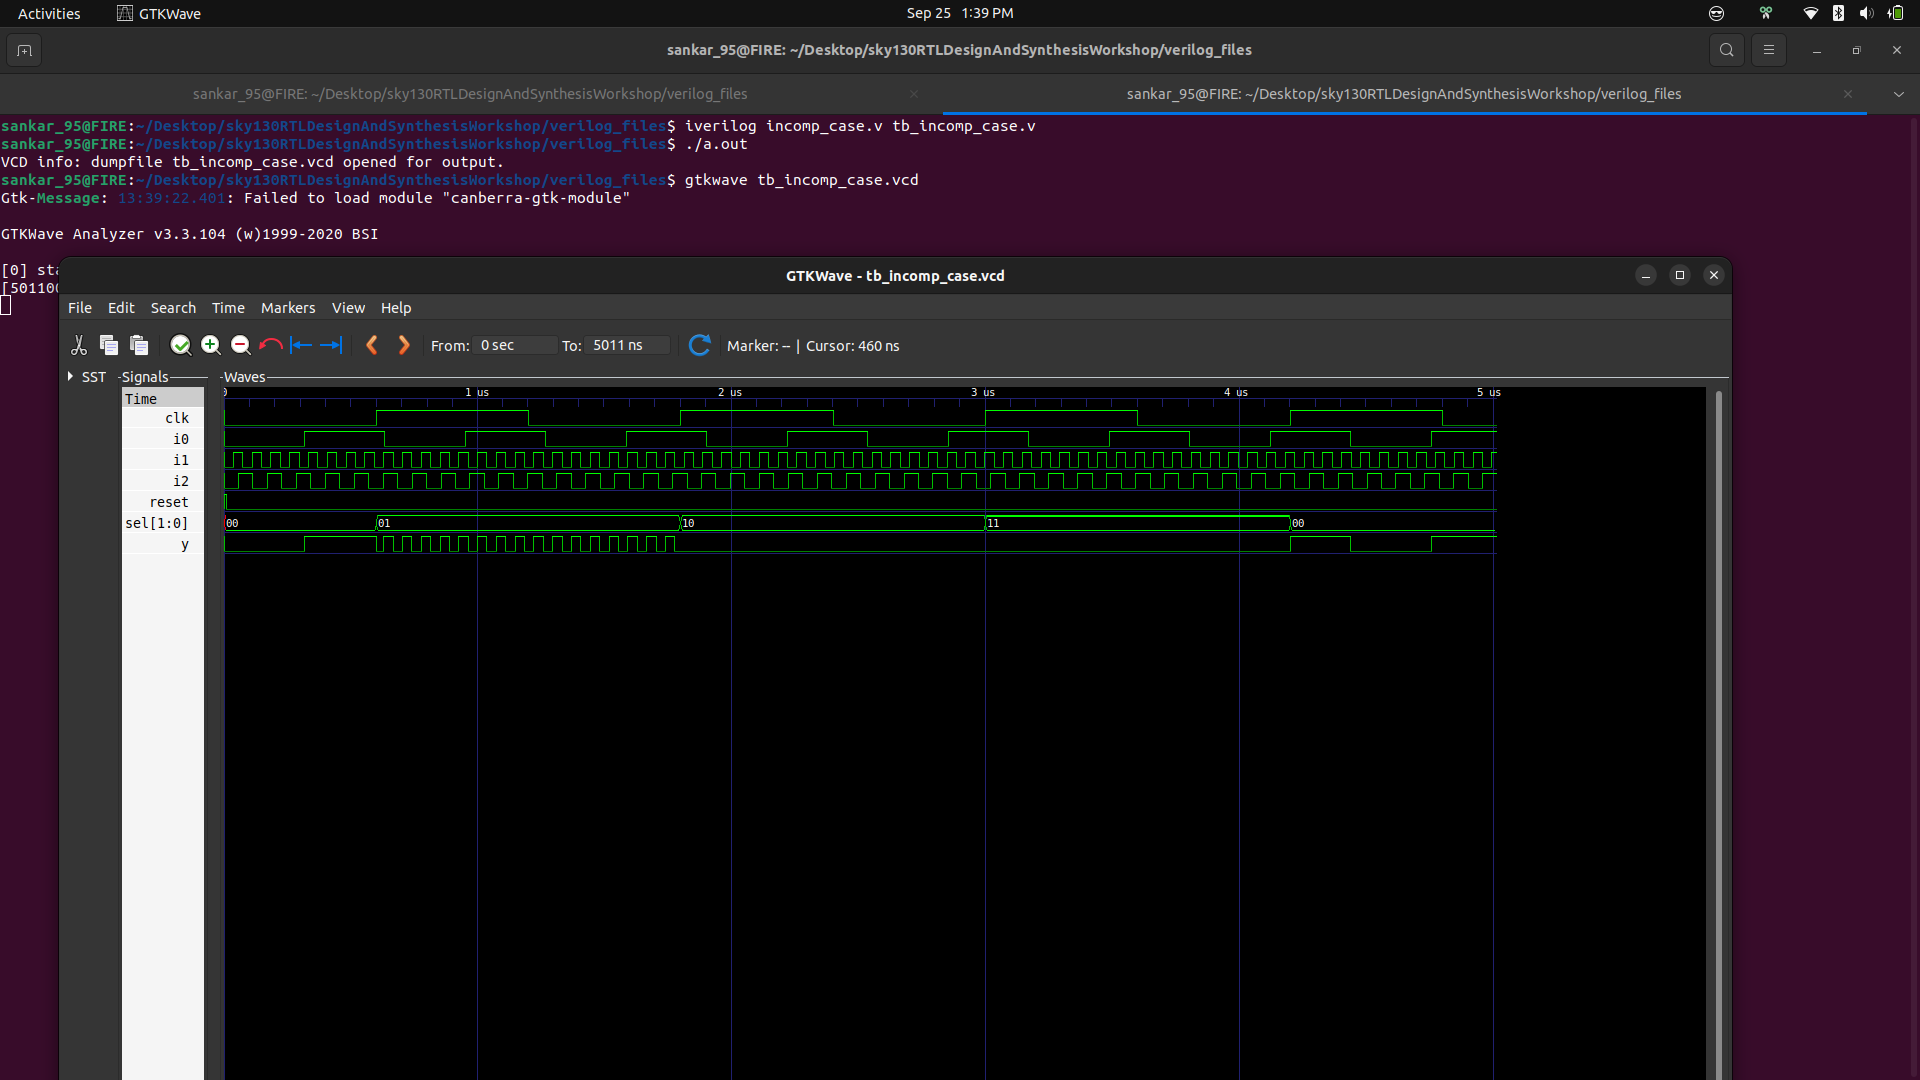 Activities GTKWave Sep 25 1:39 PM
sankar_95@FIRE: ~/Desktop/sky130RTLDesignAndSynthesisWorkshop/verilog_files
sankar_95@FIRE: ~/Desktop/sky130RTLDesignAndSynthesisWorkshop/verilog_files sankar_95@FIRE: ~/Desktop/sky130RTLDesignAndSynthesisWorkshop/verilog_files
sankar_95@FIRE:~/Desktop/sky130RTLDesignAndSynthesisWorkshop/verilog_files$ iverilog incomp_case.v tb_incomp_case.v
sankar_95@FIRE:~/Desktop/sky130RTLDesignAndSynthesisWorkshop/verilog_files$ ./a.out
VCD info: dumpfile tb_incomp_case.vcd opened for output.
sankar_95@FIRE:~/Desktop/sky130RTLDesignAndSynthesisWorkshop/verilog_files$ gtkwave tb_incomp_case.vcd
Gtk-Message: 13:39:22.401: Failed to load module "canberra-gtk-module"
GTKWave Analyzer v3.3.104 (w)1999-2020 BSI
[0]
GTKWave - tb_incomp_case.vcd
File Edit Search Time Markers View Help
From: 0 sec To: 5011 ns Marker: -- | Cursor: 460 ns
SST Signals Waves
Time 0 1 us 2 us 3 us 4 us 5 us
clk
i0
i1
i2
reset
sel[1:0] 00 01 10 11 00
y